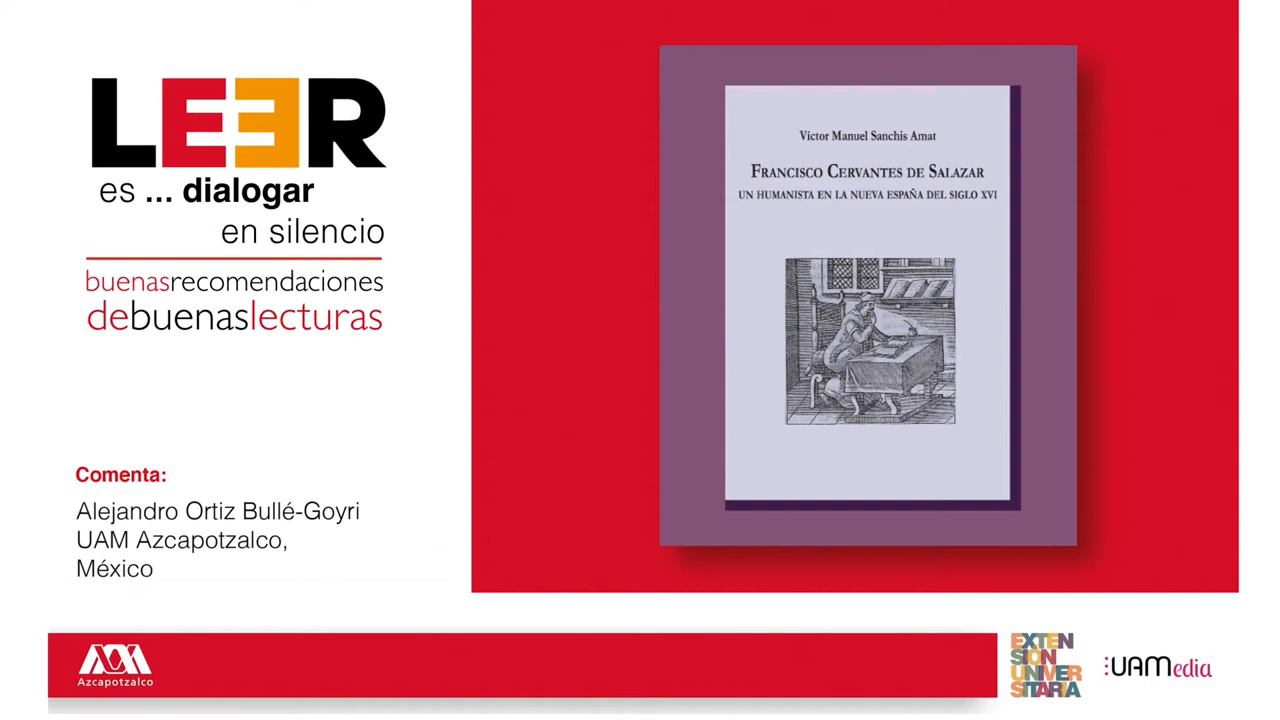 LEER
es ... dialogar
en silencio
buenasrecomendaciones
debuenaslecturas
Comenta:
Alejandro Ortiz Bullé-Goyri
UAM Azcapotzalco,
México
Víctor Manuel Sanchis Amat
FRANCISCO CERVANTES DE SALAZAR
UN HUMANISTA EN LA NUEVA ESPAÑA DEL SIGLO XVI
Azcapotzalco
EXTEN
SIÓN
UNIVER
SITARIA
UAMedia